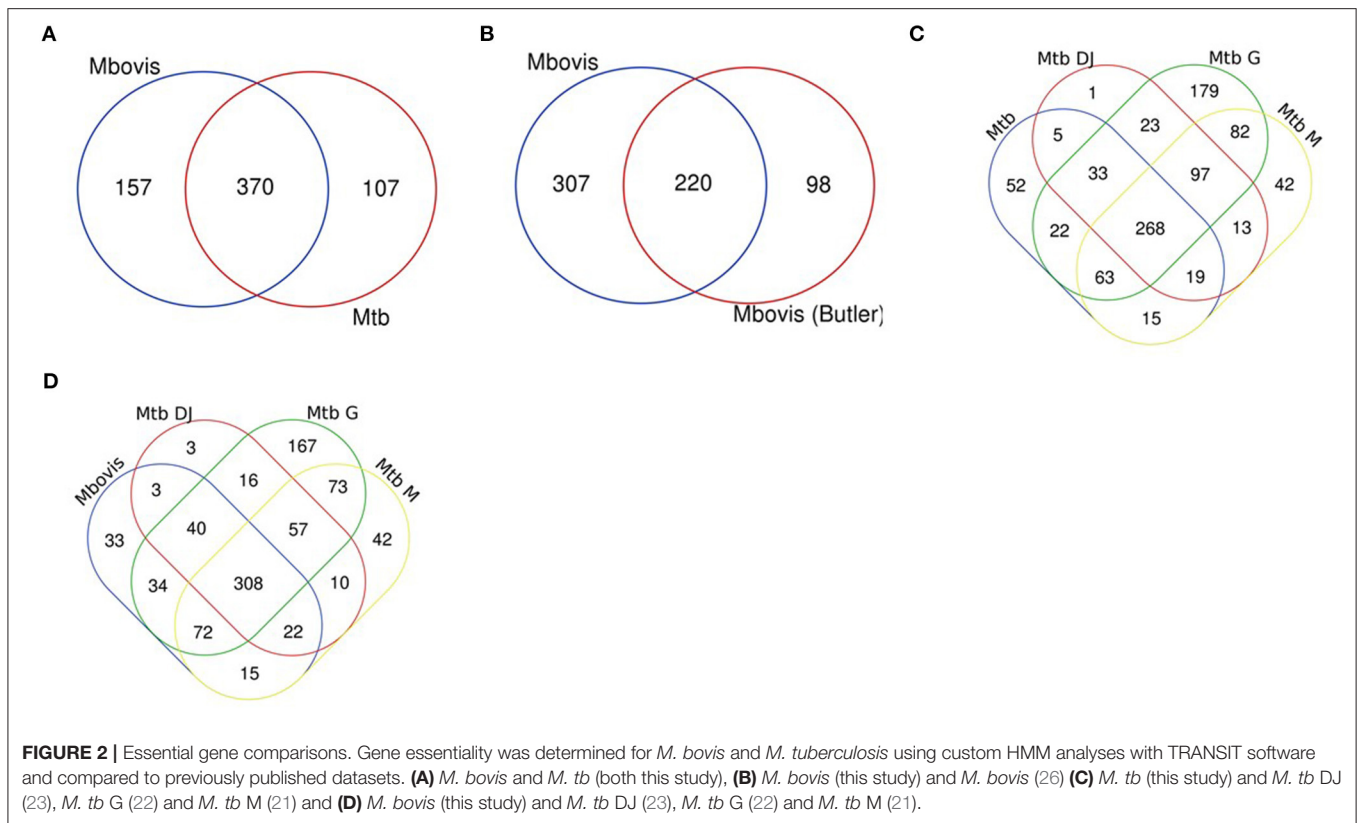 A
Mbovis
157
370
107
Mtb
B
Mbovis
307
220
98
Mbovis (Butler)
C
Mtb DJ
Mtb G
Mtb
Mtb M
1
179
5
23
82
52
33
97
42
22
268
13
63
19
15
D
Mtb DJ
Mtb G
Mbovis
Mtb M
3
167
3
16
73
33
40
57
42
34
308
10
72
22
15
FIGURE 2 | Essential gene comparisons. Gene essentiality was determined for M. bovis and M. tuberculosis using custom HMM analyses with TRANSIT software
and compared to previously published datasets. (A) M. bovis and M. tb (both this study), (B) M. bovis (this study) and M. bovis (26) (C) M. tb (this study) and M. tb DJ
(23), M. tb G (22) and M. tb M (21) and (D) M. bovis (this study) and M. tb DJ (23), M. tb G (22) and M. tb M (21).